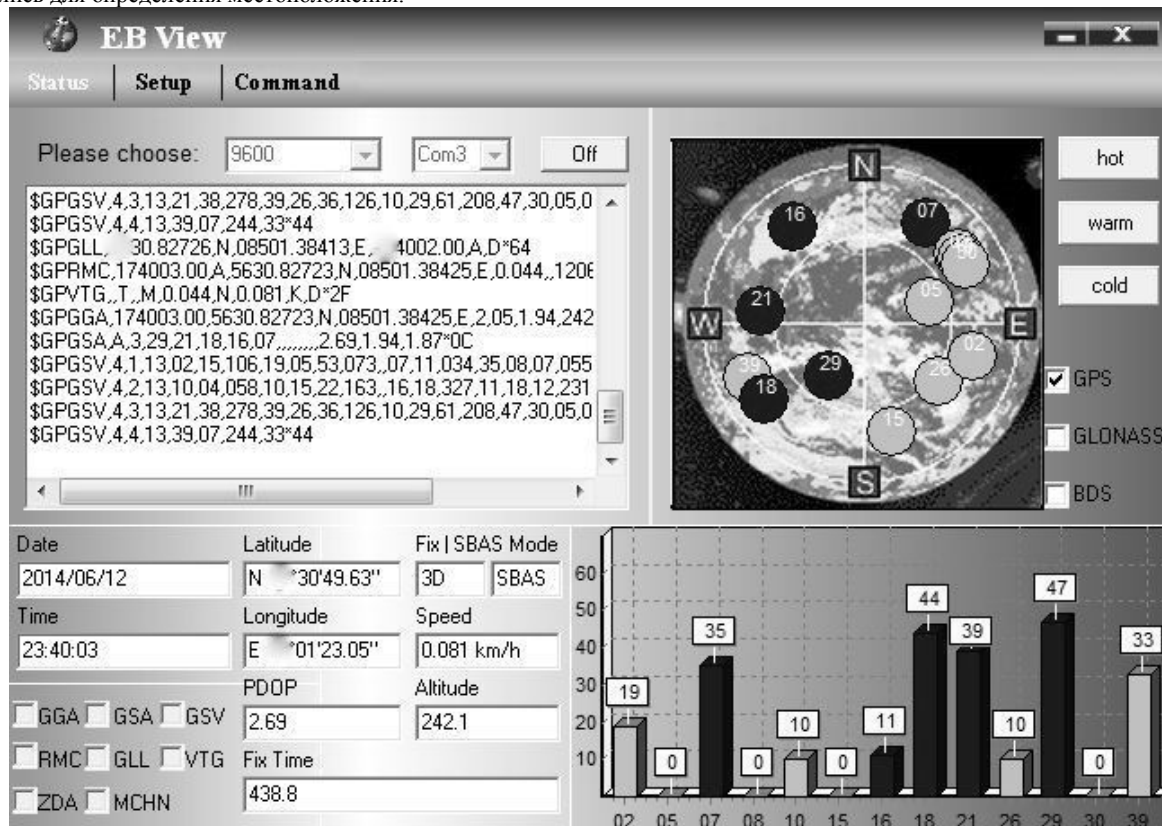 для определения местоположения.
EB View
Status Setup Command
Please choose: 9600 Com3 Off
$GPGSV,4,3,13,21,38,278,39,26,36,126,10,29,61,208,47,30,05,0
$GPGSV,4,4,13,39,07,244,33*44
$GPGLL, 30.82726,N,08501.38413,E, 4002.00,A,D*64
$GPRMC,174003.00,A,5630.82723,N,08501.38425,E,0.044,,1206
$GPVTG,,T,,M,0.044,N,0.081,K,D*2F
$GPGGA,174003.00,5630.82723,N,08501.38425,E,2,05,1.94,242
$GPGSA,A,3,29,21,18,16,07,,,,,,,,2.69,1.94,1.87*0C
$GPGSV,4,1,13,02,15,106,19,05,53,073,,07,11,034,35,08,07,055
$GPGSV,4,2,13,10,04,058,10,15,22,163,,16,18,327,11,18,12,231
$GPGSV,4,3,13,21,38,278,39,26,36,126,10,29,61,208,47,30,05,0
$GPGSV,4,4,13,39,07,244,33*44
N
16 07
30
05
21
W E
02
29
39 26
18
15
S
hot
warm
cold
GPS
GLONASS
BDS
Date Latitude Fix | SBAS Mode
2014/06/12 N °30'49.63" 3D SBAS
Time Longitude Speed
23:40:03 E °01'23.05" 0.081 km/h
PDOP Altitude
GGA GSA GSV 2.69 242.1
RMC GLL VTG Fix Time
ZDA MCHN 438.8
60
50
40
30
20
10
19 0 35 0 10 0 11 44 39 10 47 0 33
02 05 07 08 10 15 16 18 21 26 29 30 39